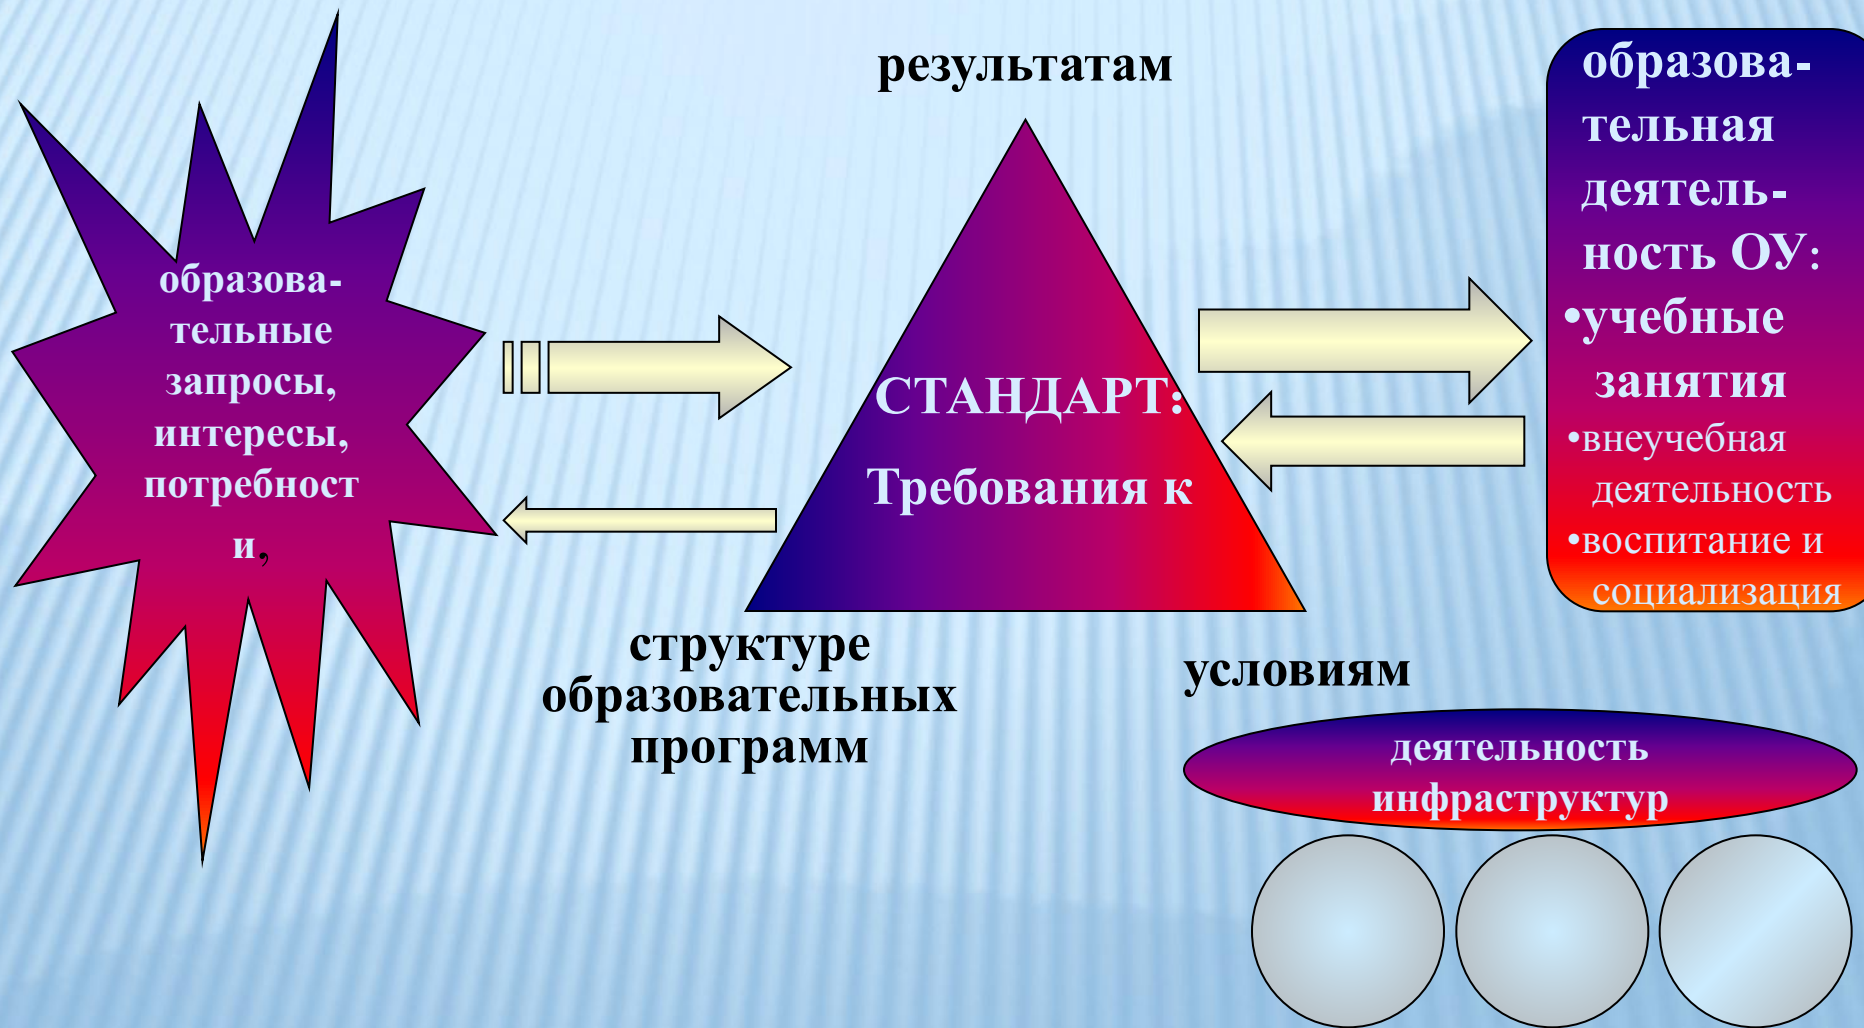 образова-
тельные
запросы,
интересы,
потребност
и,
результатам
СТАНДАРТ:
Требования к
структуре
образовательных
программ
условиям
образова-
тельная
деятель-
ность ОУ:
•учебные
занятия
•внеучебная
деятельность
•воспитание и
социализация
деятельность
инфраструктур